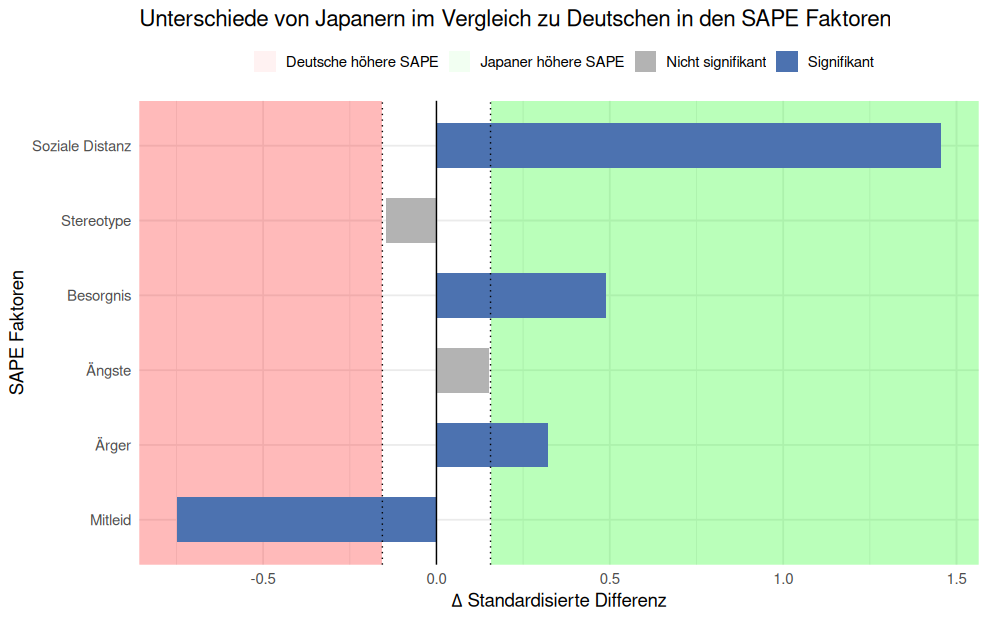 Unterschiede von Japanern im Vergleich zu Deutschen in den SAPE Faktoren
Deutsche höhere SAPE
Japaner höhere SAPE
Nicht signifikant
Signifikant
SAPE Faktoren
Soziale Distanz
Stereotype
Besorgnis
Ängste
Ärger
Mitleid
-0.5
0.0
0.5
1.0
1.5
Δ Standardisierte Differenz